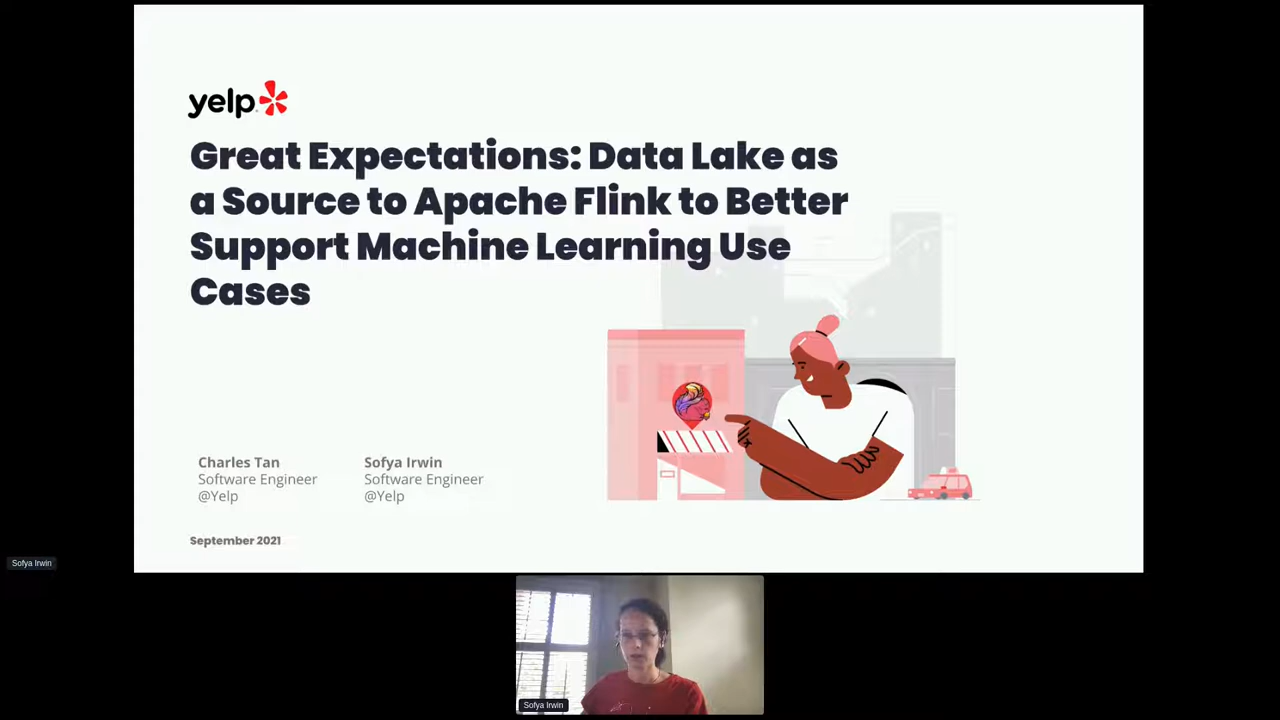 yelp
Great Expectations: Data Lake as
a Source to Apache Flink to Better
Support Machine Learning Use
Cases
Charles Tan
Software Engineer
@Yelp
Sofya Irwin
Software Engineer
@Yelp
September 2021
Sofya Irwin
Sofya Irwin